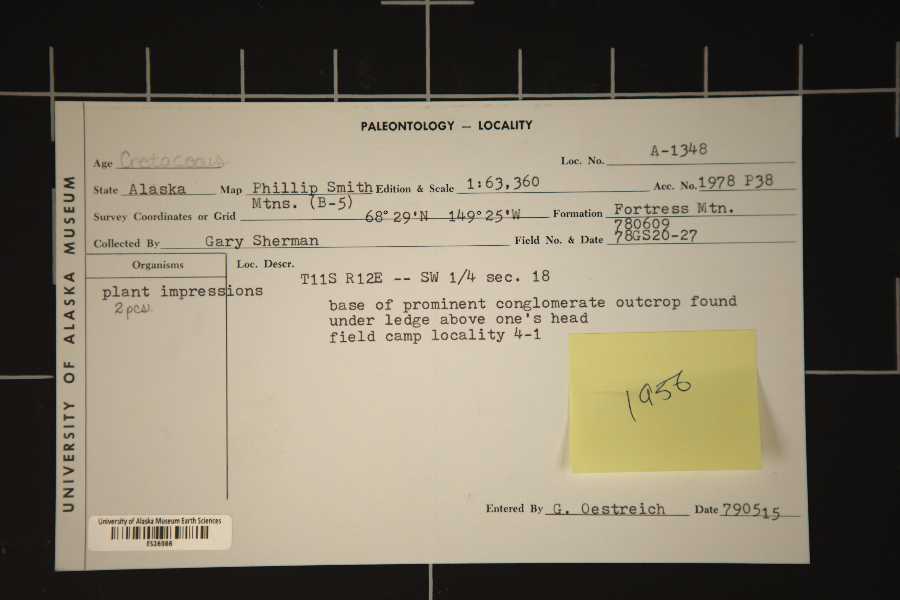 PALEONTOLOGY — LOCALITY
Age Cretaceous
Loc. No. A-1348
State Alaska Map Phillip Smith Mtns. (B-5) Edition & Scale 1:63,360 Acc. No. 1978 P38
Survey Coordinates or Grid 68° 29'N 149° 25'W Formation Fortress Mtn.
Collected By Gary Sherman Field No. & Date 780609 78GS20-27
Organisms
Loc. Descr.
T11S R12E -- SW 1/4 sec. 18
plant impressions
2 pcs.
base of prominent conglomerate outcrop found
under ledge above one's head
field camp locality 4-1
1956
Entered By G. Oestreich Date 790515
University of Alaska Museum Earth Sciences
UNIVERSITY OF ALASKA MUSEUM